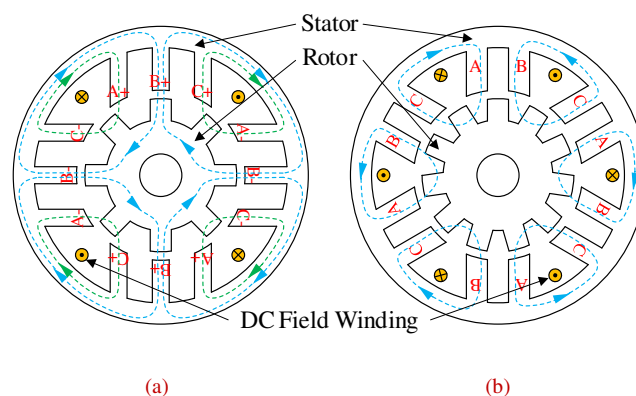 Stator
Rotor
A+
B+
C+
A B
C- A-
C C
B- B-
B A
A- C-
A B
C+ B+ A+
C C
B A
DC Field Winding
(a) (b)